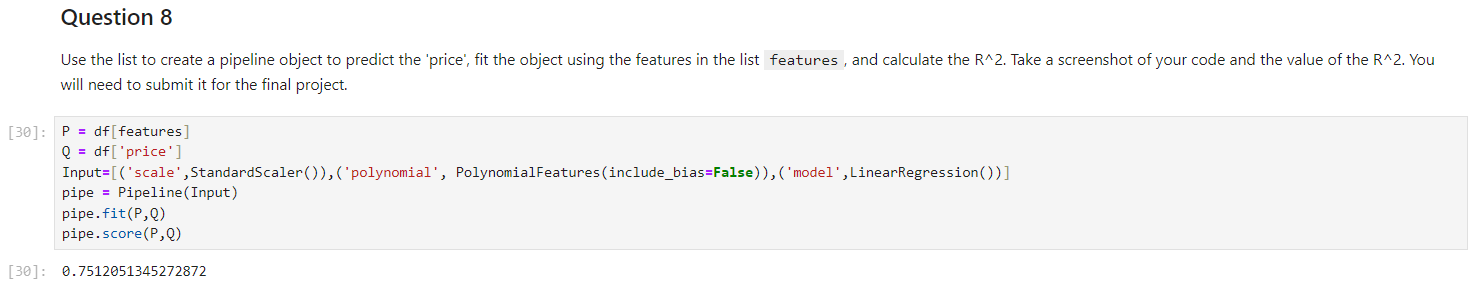 Question 8
Use the list to create a pipeline object to predict the 'price', fit the object using the features in the list features , and calculate the R^2. Take a screenshot of your code and the value of the R^2. You
will need to submit it for the final project.
[30]: P = df[features]
Q = df['price']
Input=[('scale',StandardScaler()),('polynomial', PolynomialFeatures(include_bias=False)),('model',LinearRegression())]
pipe = Pipeline(Input)
pipe.fit(P,Q)
pipe.score(P,Q)
[30]: 0.7512051345272872